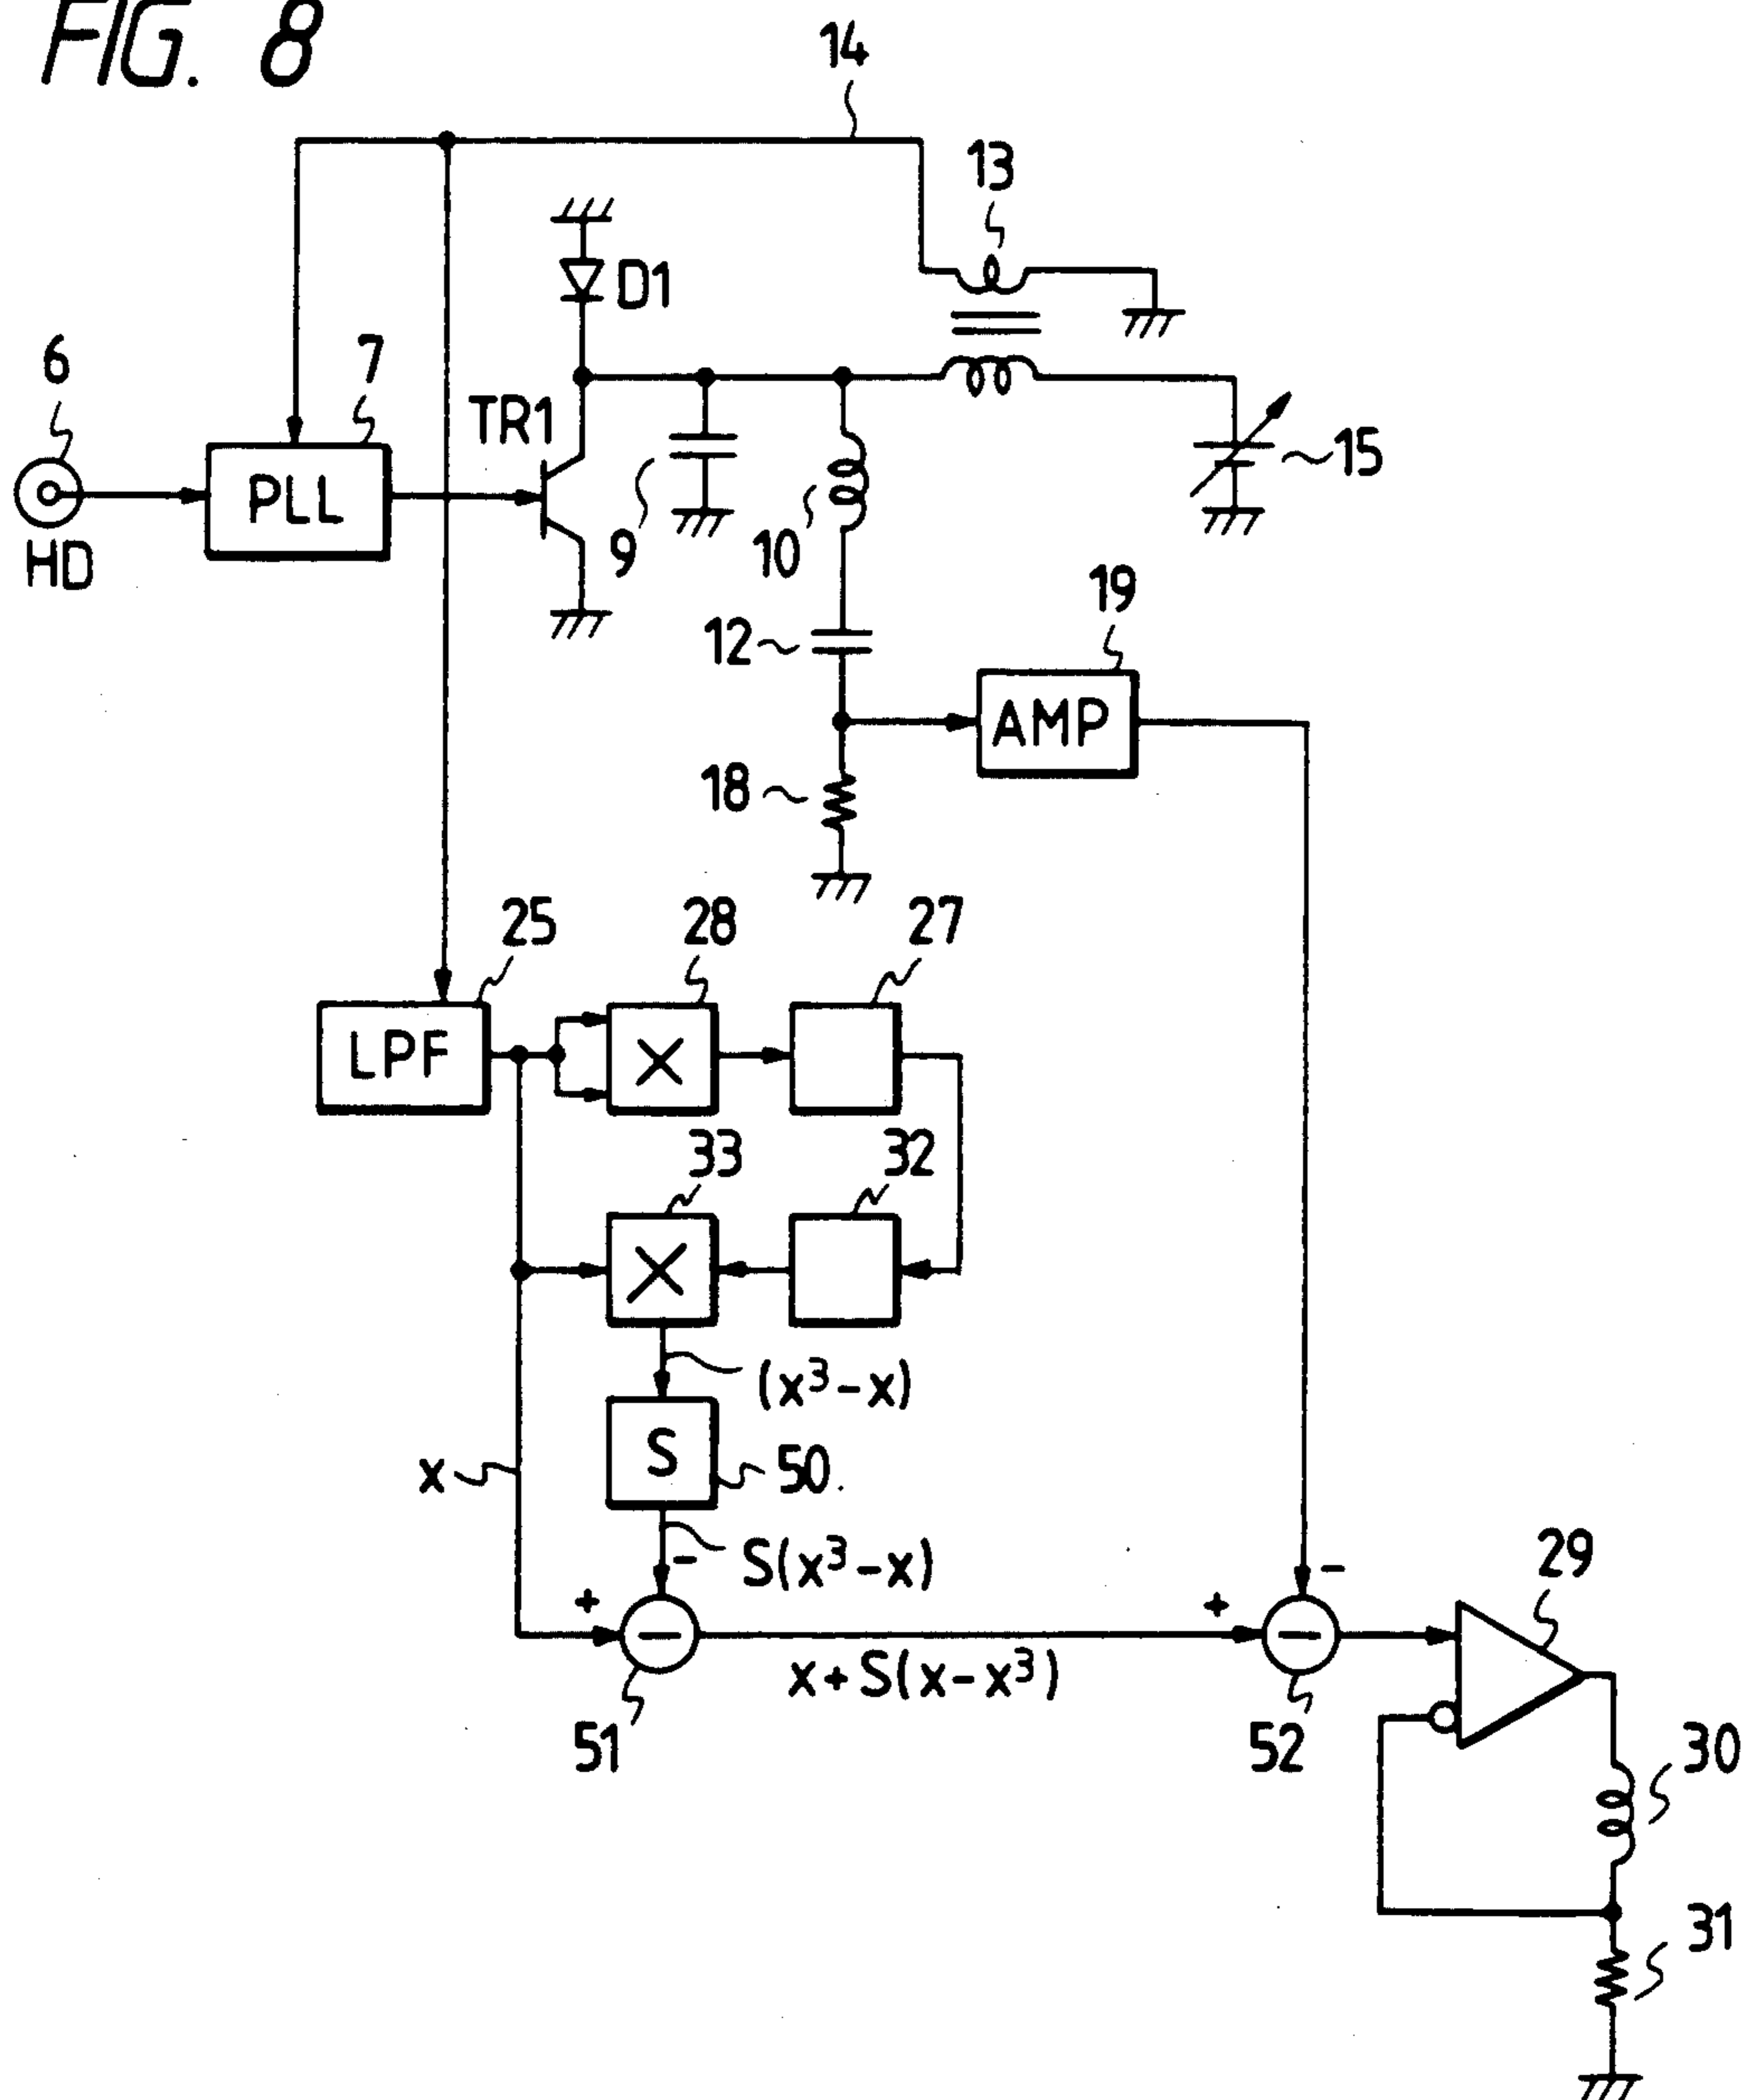 FIG. 8
14
13
D1
6
7
TR1
15
PLL
HD
9
10
19
12
AMP
18
25
28
27
LPF
X
33
32
X
(x³-x)
S
50.
x
- S(x³-x)
29
+
+
-
−
−
x+S(x-x³)
51
52
30
31